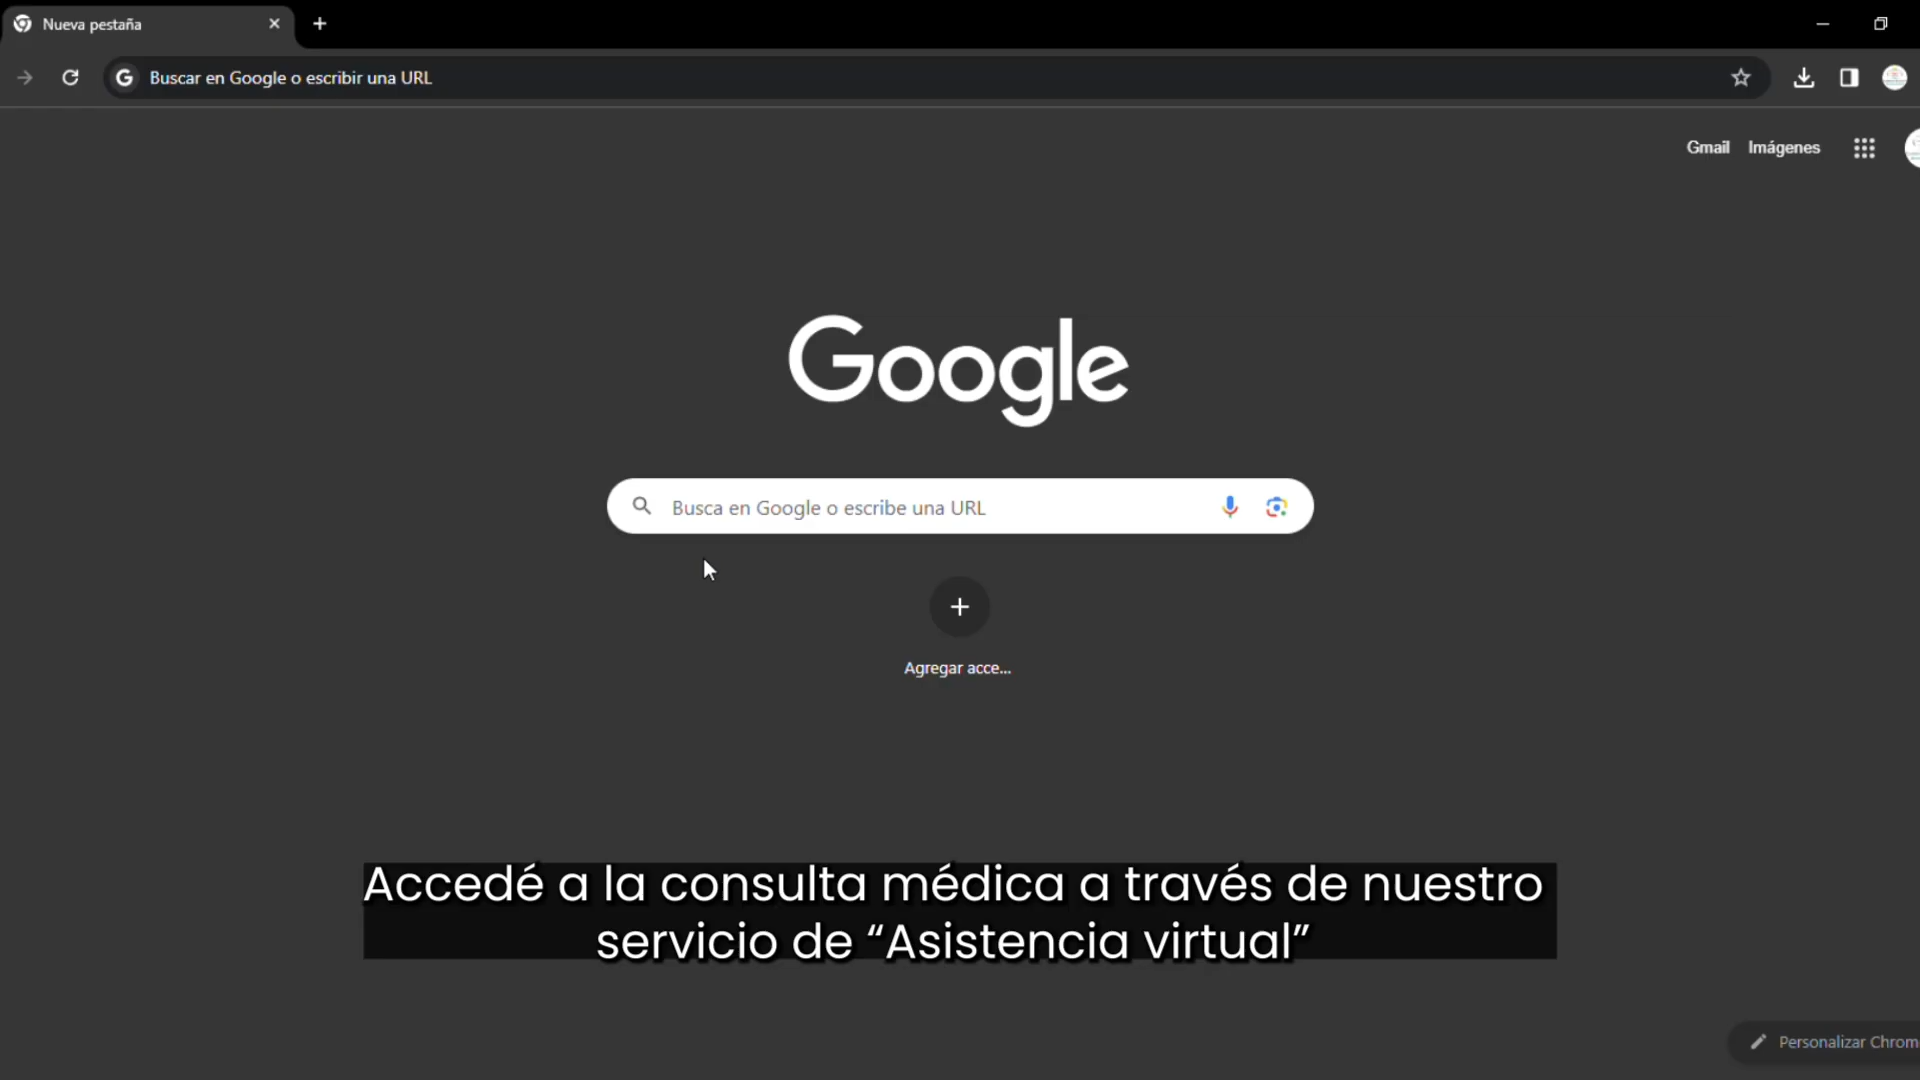 Nueva pestaña
Buscar en Google o escribir una URL
Gmail Imágenes
Google
Busca en Google o escribe una URL
Agregar acce...
Accedé a la consulta médica a través de nuestro
servicio de “Asistencia virtual”
Personalizar Chrom